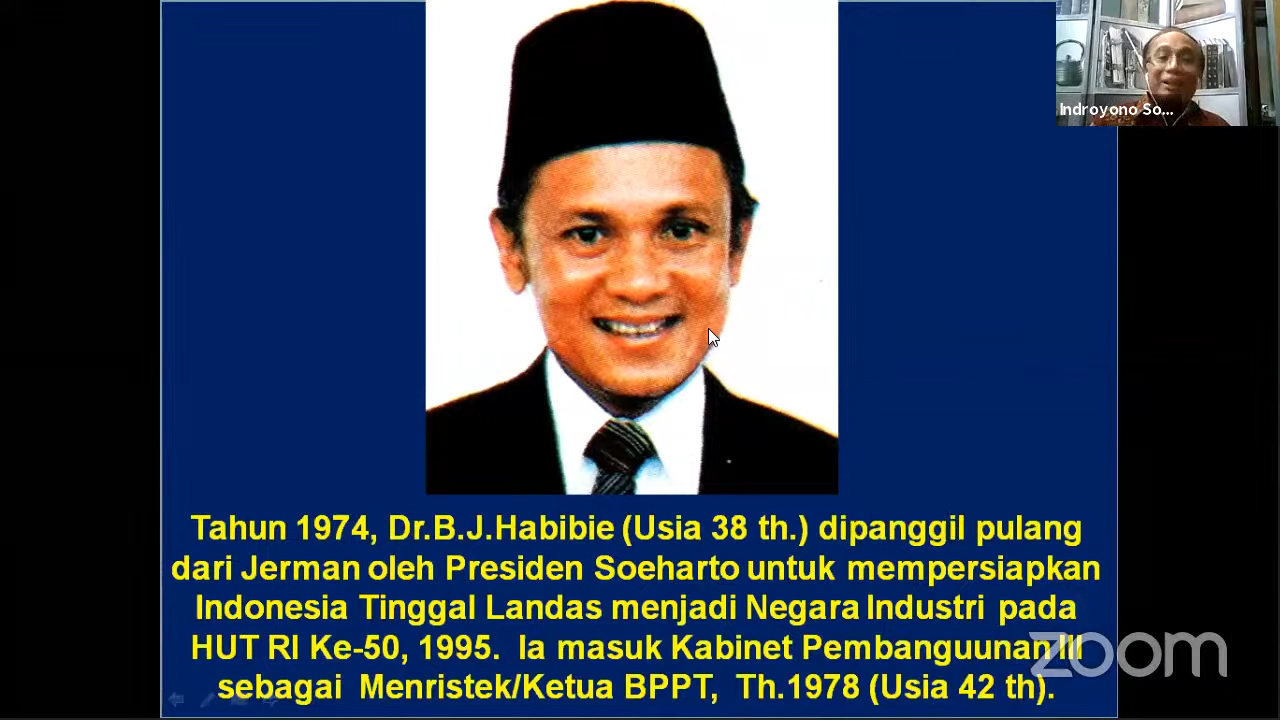 Indroyono So...
Tahun 1974, Dr.B.J.Habibie (Usia 38 th.) dipanggil pulang
dari Jerman oleh Presiden Soeharto untuk mempersiapkan
Indonesia Tinggal Landas menjadi Negara Industri pada
HUT RI Ke-50, 1995. Ia masuk Kabinet Pembanguunan III
sebagai Menristek/Ketua BPPT, Th.1978 (Usia 42 th).
zoom